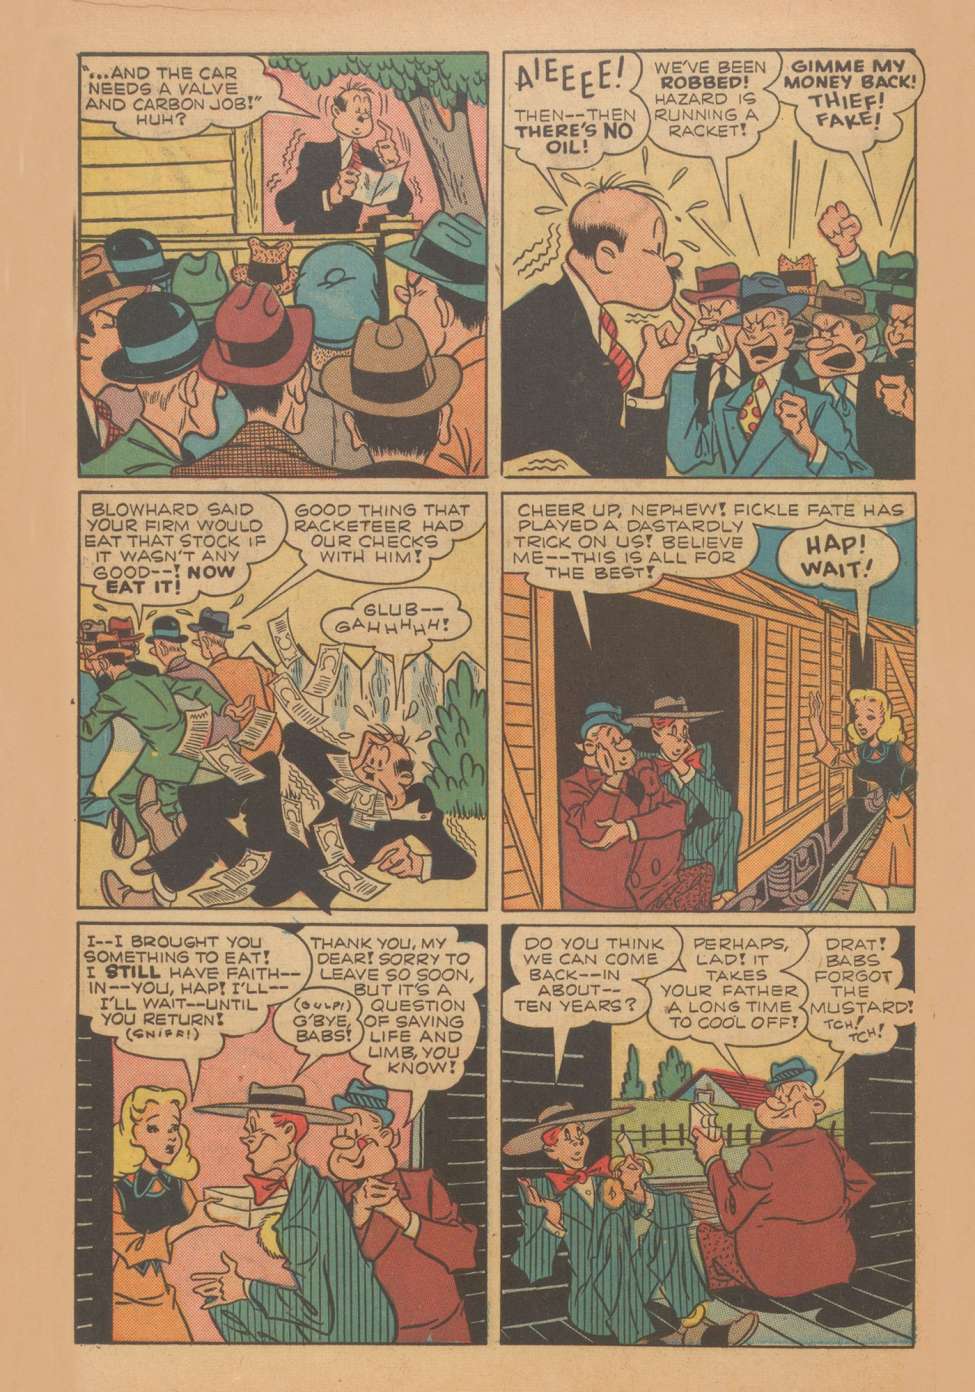 "...AND THE CAR
NEEDS A VALVE
AND CARBON JOB!"
HUH?
AIEEEE!
THEN--THEN
THERE'S NO
OIL!
WE'VE BEEN
ROBBED!
HAZARD IS
RUNNING A
RACKET!
GIMME MY
MONEY BACK!
THIEF!
FAKE!
BLOWHARD SAID
YOUR FIRM WOULD
EAT THAT STOCK IF
IT WASN'T ANY
GOOD--! NOW
EAT IT!
GOOD THING THAT
RACKETEER HAD
OUR CHECKS
WITH HIM!
GLUB--
GAHHHHH!
CHEER UP, NEPHEW! FICKLE FATE HAS
PLAYED A DASTARDLY
TRICK ON US! BELIEVE
ME--THIS IS ALL FOR
THE BEST!
HAP!
WAIT!
I--I BROUGHT YOU
SOMETHING TO EAT!
I STILL HAVE FAITH--
IN--YOU, HAP! I'LL--
I'LL WAIT--UNTIL
YOU RETURN!
(SNIFF!)
(GULP!)
G'BYE,
BABS!
THANK YOU, MY
DEAR! SORRY TO
LEAVE SO SOON,
BUT IT'S A
QUESTION
OF SAVING
LIFE AND
LIMB, YOU
KNOW!
DO YOU THINK
WE CAN COME
BACK--IN
ABOUT--
TEN YEARS?
PERHAPS,
LAD! IT
TAKES
YOUR FATHER
A LONG TIME
TO COOL OFF!
DRAT!
BABS
FORGOT
THE
MUSTARD!
TCH!
TCH!